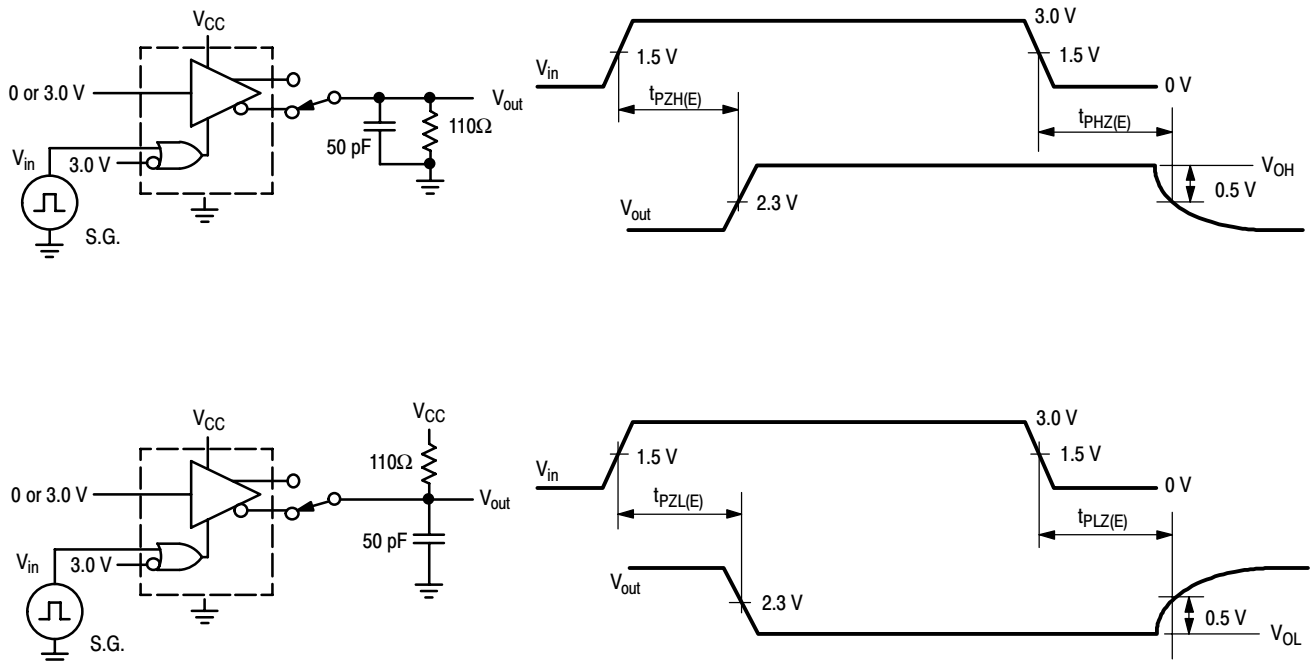 VCC
0 or 3.0 V
Vin
3.0 V
S.G.
50 pF
110Ω
Vout
Vin
1.5 V
3.0 V
1.5 V
0 V
tPZH(E)
tPHZ(E)
Vout
2.3 V
VOH
0.5 V
VCC
0 or 3.0 V
Vin
3.0 V
S.G.
VCC
110Ω
50 pF
Vout
Vin
1.5 V
3.0 V
1.5 V
0 V
tPZL(E)
tPLZ(E)
Vout
2.3 V
0.5 V
VOL